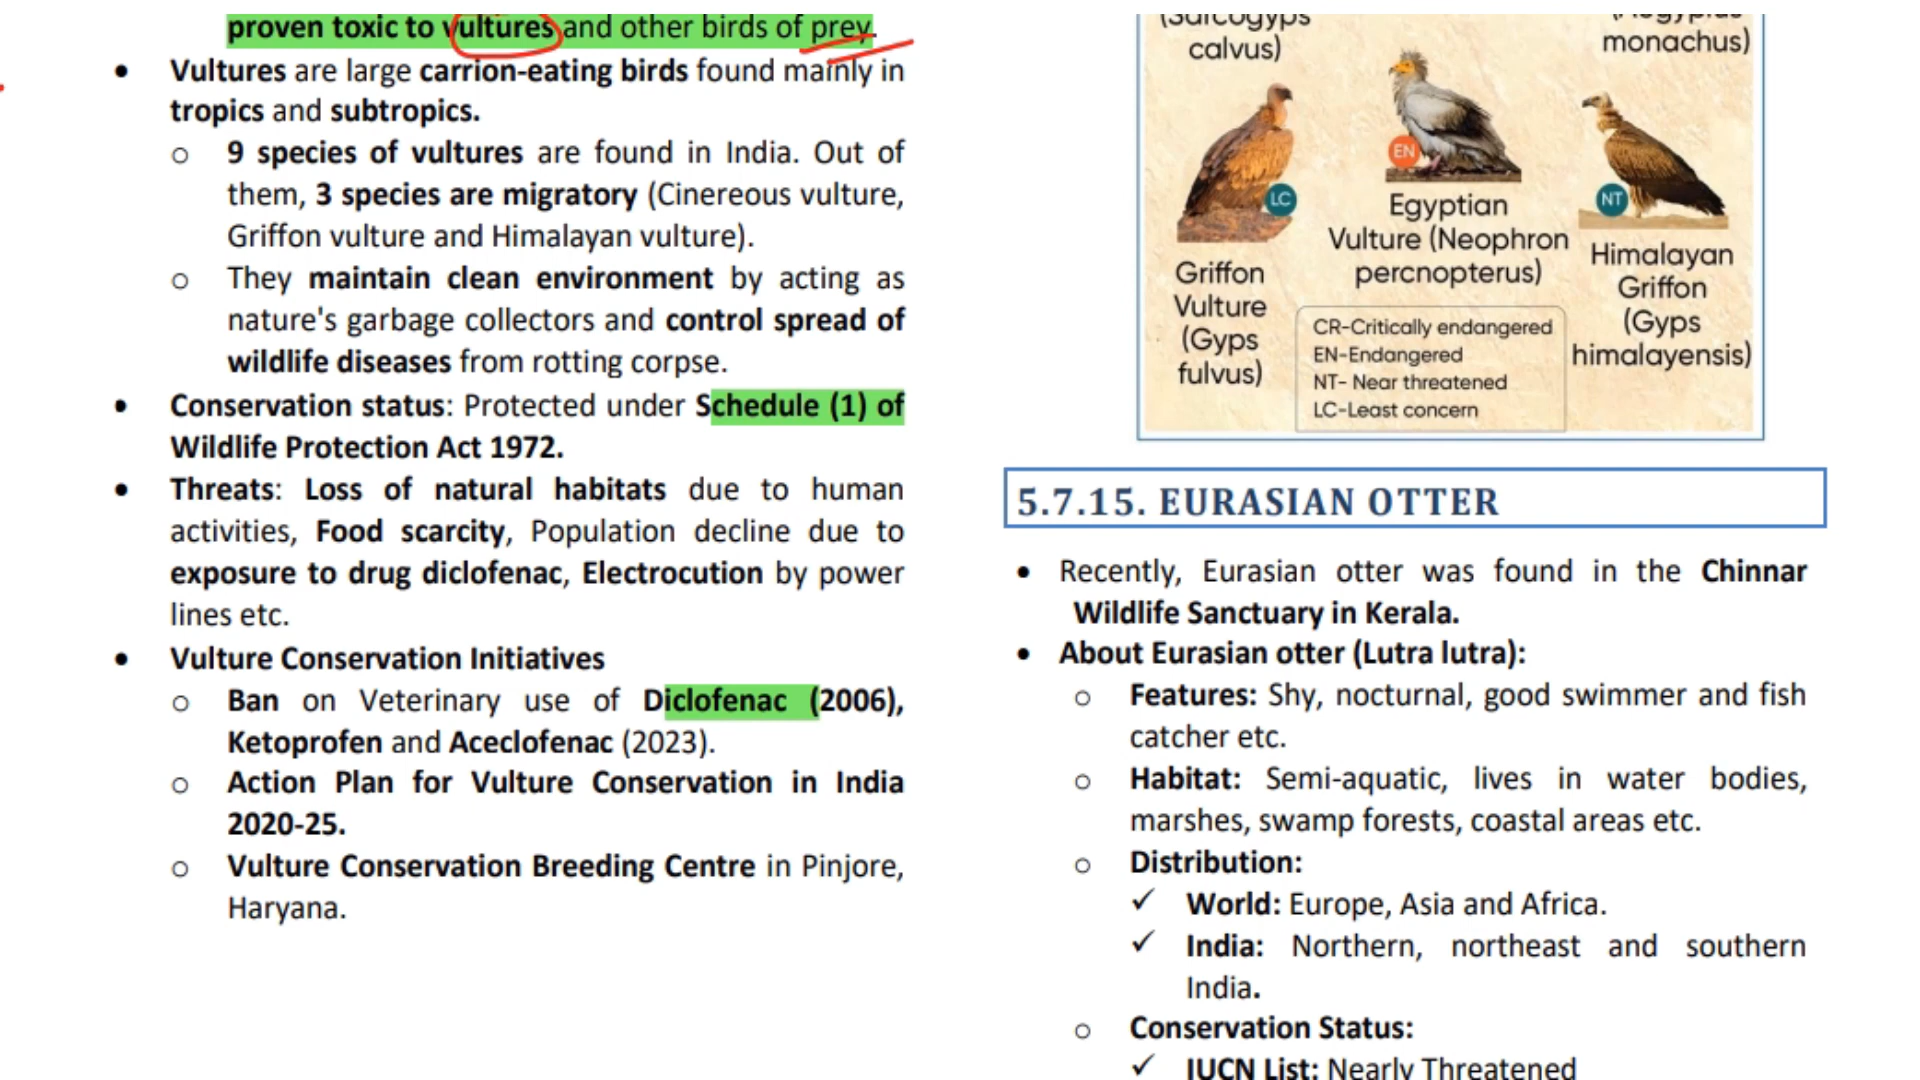 proven toxic to vultures and other birds of prey.
• Vultures are large carrion-eating birds found mainly in
tropics and subtropics.
o 9 species of vultures are found in India. Out of
them, 3 species are migratory (Cinereous vulture,
Griffon vulture and Himalayan vulture).
o They maintain clean environment by acting as
nature's garbage collectors and control spread of
wildlife diseases from rotting corpse.
• Conservation status: Protected under Schedule (1) of
Wildlife Protection Act 1972.
• Threats: Loss of natural habitats due to human
activities, Food scarcity, Population decline due to
exposure to drug diclofenac, Electrocution by power
lines etc.
• Vulture Conservation Initiatives
o Ban on Veterinary use of Diclofenac (2006),
Ketoprofen and Aceclofenac (2023).
o Action Plan for Vulture Conservation in India
2020-25.
o Vulture Conservation Breeding Centre in Pinjore,
Haryana.
(Sarcogyps
calvus)
(Aegypius
monachus)
LC
Griffon
Vulture
(Gyps
fulvus)
EN
Egyptian
Vulture (Neophron
percnopterus)
NT
Himalayan
Griffon
(Gyps
himalayensis)
CR-Critically endangered
EN-Endangered
NT- Near threatened
LC-Least concern
5.7.15. EURASIAN OTTER
• Recently, Eurasian otter was found in the Chinnar
Wildlife Sanctuary in Kerala.
• About Eurasian otter (Lutra lutra):
o Features: Shy, nocturnal, good swimmer and fish
catcher etc.
o Habitat: Semi-aquatic, lives in water bodies,
marshes, swamp forests, coastal areas etc.
o Distribution:
✓ World: Europe, Asia and Africa.
✓ India: Northern, northeast and southern
India.
o Conservation Status:
✓ IUCN List: Nearly Threatened